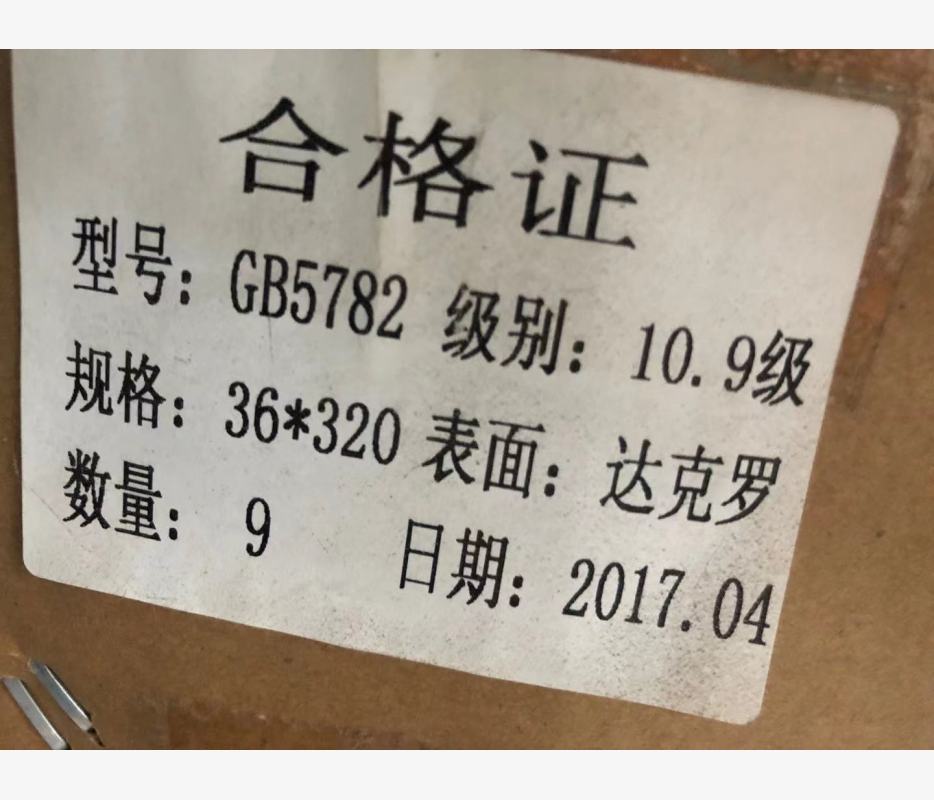 合格证
型号：GB5782 级别：10.9级
规格：36*320 表面：达克罗
数量：9 日期：2017.04